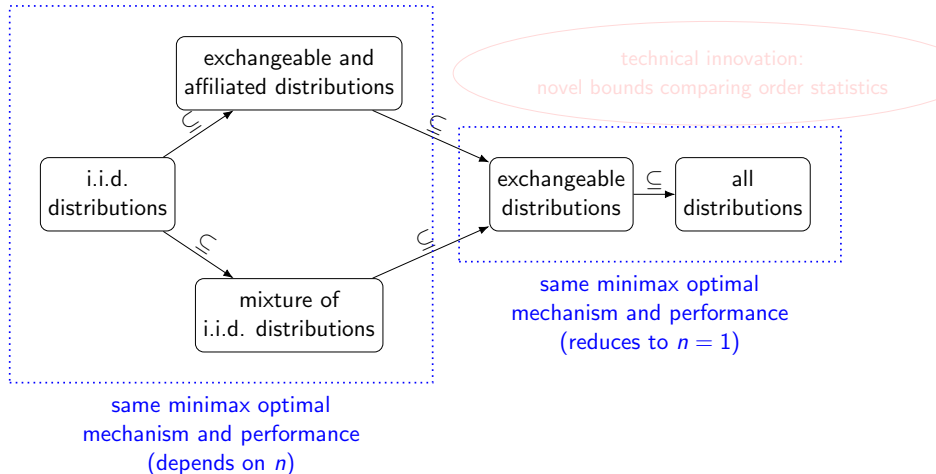 exchangeable and
affiliated distributions
technical innovation:
novel bounds comparing order statistics
⊆
⊆
i.i.d.
distributions
exchangeable
distributions
⊆
all
distributions
⊆
⊆
mixture of
i.i.d. distributions
same minimax optimal
mechanism and performance
(reduces to n = 1)
same minimax optimal
mechanism and performance
(depends on n)